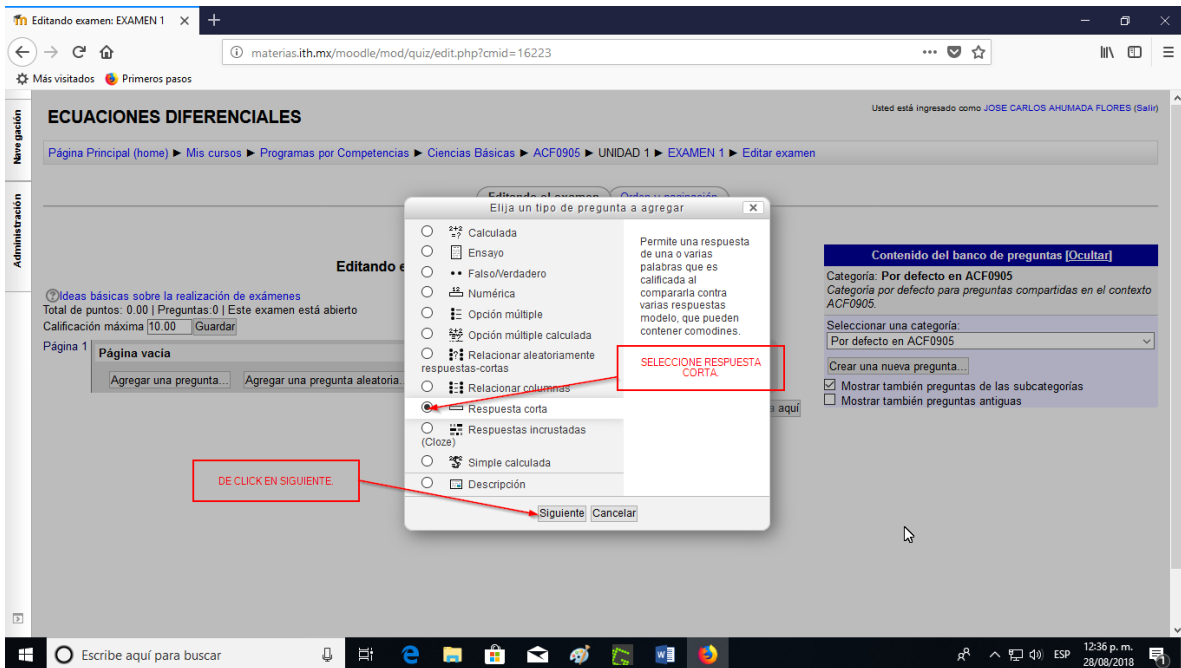 Editando examen: EXAMEN 1
materias.ith.mx/moodle/mod/quiz/edit.php?cmid=16223
Más visitados Primeros pasos
Navegación
Administración
ECUACIONES DIFERENCIALES
Usted está ingresado como JOSE CARLOS AHUMADA FLORES (Salir)
Página Principal (home) ► Mis cursos ► Programas por Competencias ► Ciencias Básicas ► ACF0905 ► UNIDAD 1 ► EXAMEN 1 ► Editar examen
Editando el examen Orden y paginación
Editando e
Ideas básicas sobre la realización de exámenes
Total de puntos: 0.00 | Preguntas:0 | Este examen está abierto
Calificación máxima 10.00 Guardar
Página 1
Página vacía
Agregar una pregunta... Agregar una pregunta aleatoria.
a aquí
Elija un tipo de pregunta a agregar
Calculada
Ensayo
Falso/Verdadero
Numérica
Opción múltiple
Opción múltiple calculada
Relacionar aleatoriamente
respuestas-cortas
Relacionar columnas
Respuesta corta
Respuestas incrustadas
(Cloze)
Simple calculada
Descripción
Permite una respuesta
de una o varias
palabras que es
calificada al
compararla contra
varias respuestas
modelo, que pueden
contener comodines.
Siguiente Cancelar
SELECCIONE RESPUESTA
CORTA.
DE CLICK EN SIGUIENTE.
Contenido del banco de preguntas [Ocultar]
Categoría: Por defecto en ACF0905
Categoría por defecto para preguntas compartidas en el contexto
ACF0905.
Seleccionar una categoría:
Por defecto en ACF0905
Crear una nueva pregunta...
Mostrar también preguntas de las subcategorías
Mostrar también preguntas antiguas
Escribe aquí para buscar
ESP
12:36 p. m.
28/08/2018